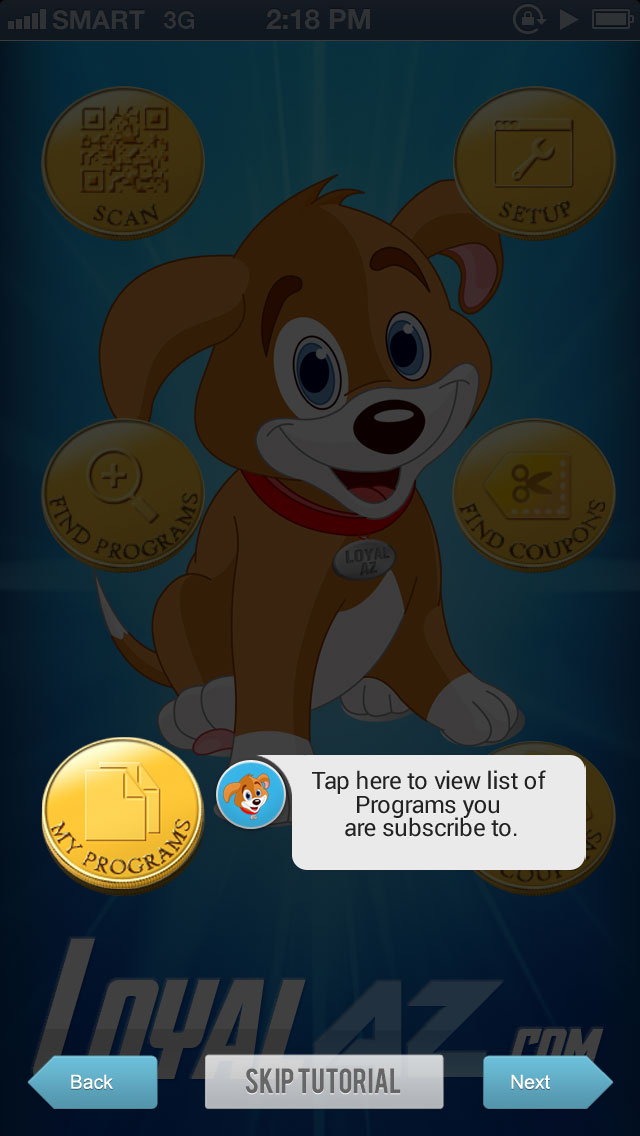 SMART 3G 2:18 PM
SCAN
SETUP
FIND PROGRAMS
FIND COUPONS
LOYAL
AZ
MY PROGRAMS
Tap here to view list of
Programs you
are subscribe to.
COUPONS
LOYALAZ.COM
Back
SKIP TUTORIAL
Next